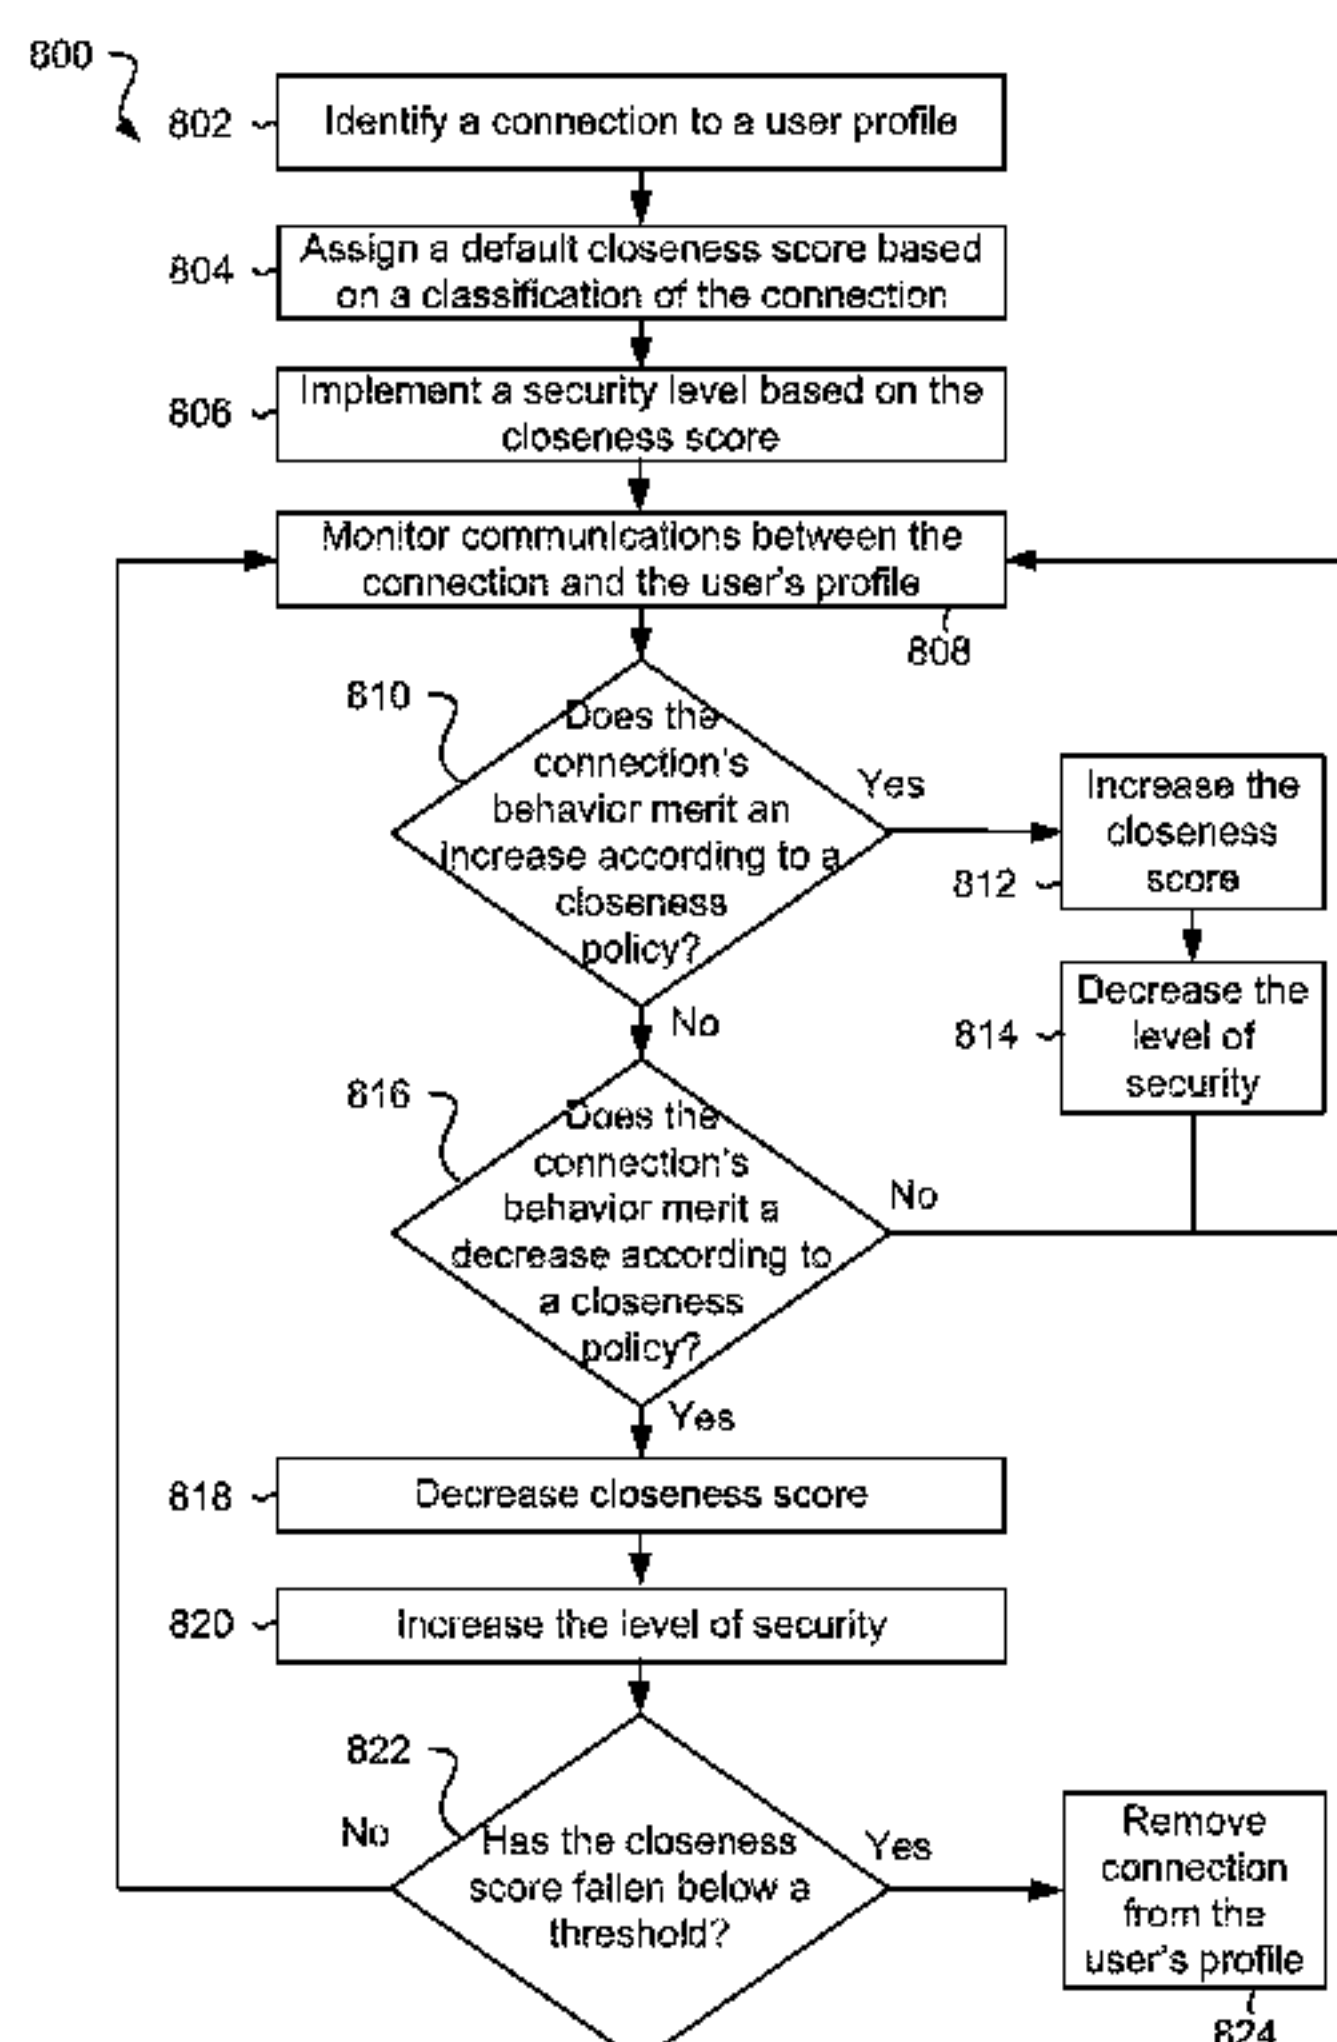 800
802
Identify a connection to a user profile
804
Assign a default closeness score based
on a classification of the connection
806
Implement a security level based on the
closeness score
Monitor communications between the
connection and the user's profile
808
810
Does the
connection's
behavior merit an
increase according to a
closeness
policy?
Yes
Increase the
closeness
score
812
No
Decrease the
level of
security
814
816
Does the
connection's
behavior merit a
decrease according to
a closeness
policy?
No
Yes
818
Decrease closeness score
820
Increase the level of security
822
No
Has the closeness
score fallen below a
threshold?
Yes
Remove
connection
from the
user's profile
824